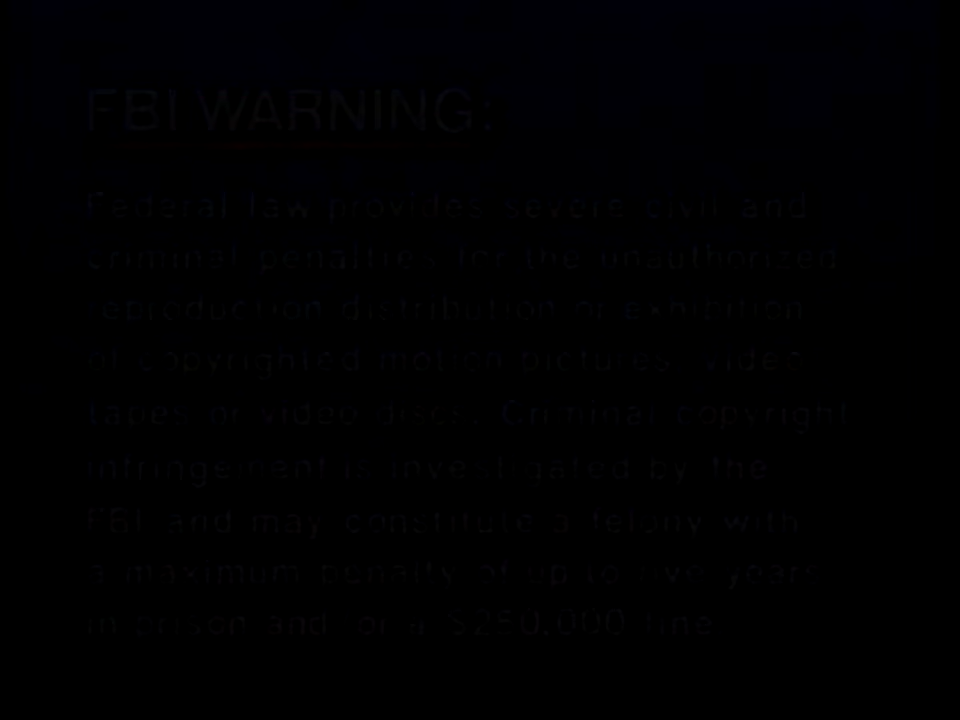 FBI WARNING:
Federal law provides severe civil and
criminal penalties for the unauthorized
reproduction distribution or exhibition
of copyrighted motion pictures video
tapes or video discs. Criminal copyright
infringement is investigated by the
FBI and may constitute a felony with
a maximum penalty of up to five years
in prison and or a $250,000 fine